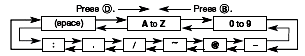 Press Ⓓ. Press Ⓑ.
(space) A to Z 0 to 9
: . / ~ @ –